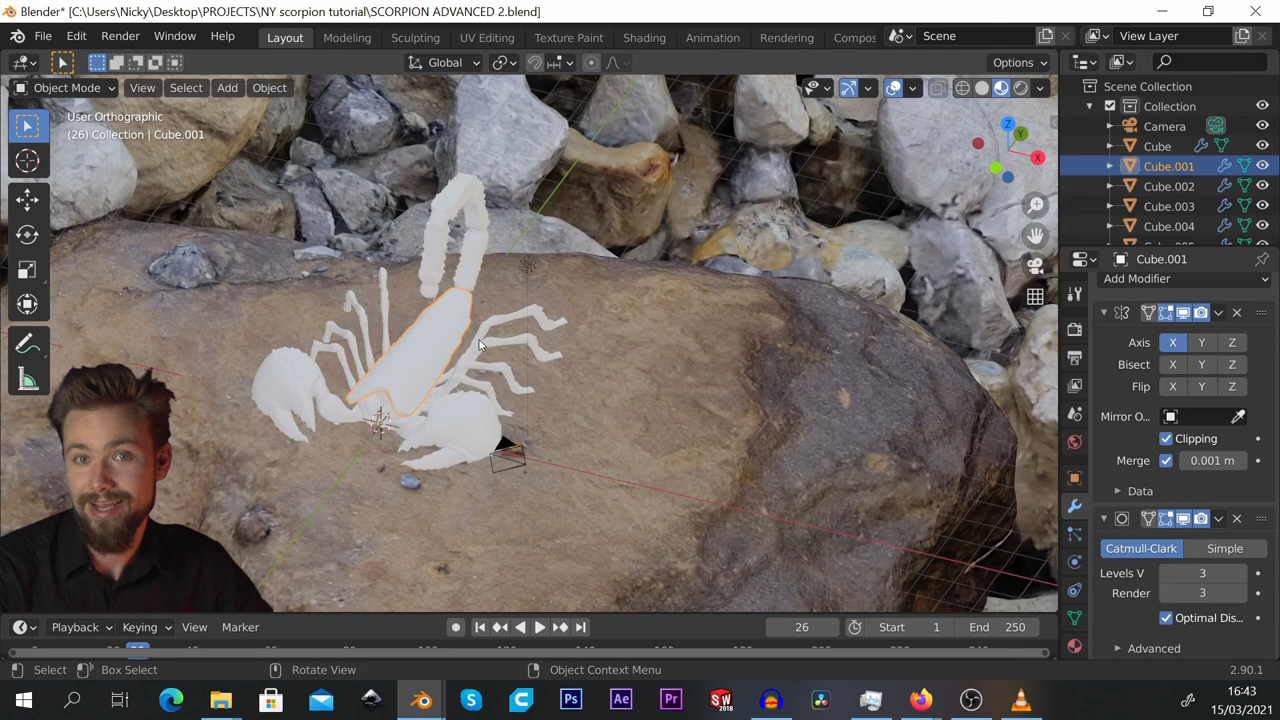 Blender* [C:\Users\Nicky\Desktop\PROJECTS\NY scorpion tutorial\SCORPION ADVANCED 2.blend]
File Edit Render Window Help Layout Modeling Sculpting UV Editing Texture Paint Shading Animation Rendering Compos Scene View Layer
Global Options
Object Mode View Select Add Object
User Orthographic
(26) Collection | Cube.001
Z
Y
X
Scene Collection
Collection
Camera
Cube
Cube.001
Cube.002
Cube.003
Cube.004
Cube.001
Add Modifier
Axis X Y Z
Bisect X Y Z
Flip X Y Z
Mirror O...
Clipping
Merge 0.001 m
Data
Catmull-Clark Simple
Levels V 3
Render 3
Optimal Dis...
Advanced
Playback Keying View Marker 26 Start 1 End 250
Select Box Select Rotate View Object Context Menu 2.90.1
S C Ps Ae Pr SW 2018
16:43
15/03/2021